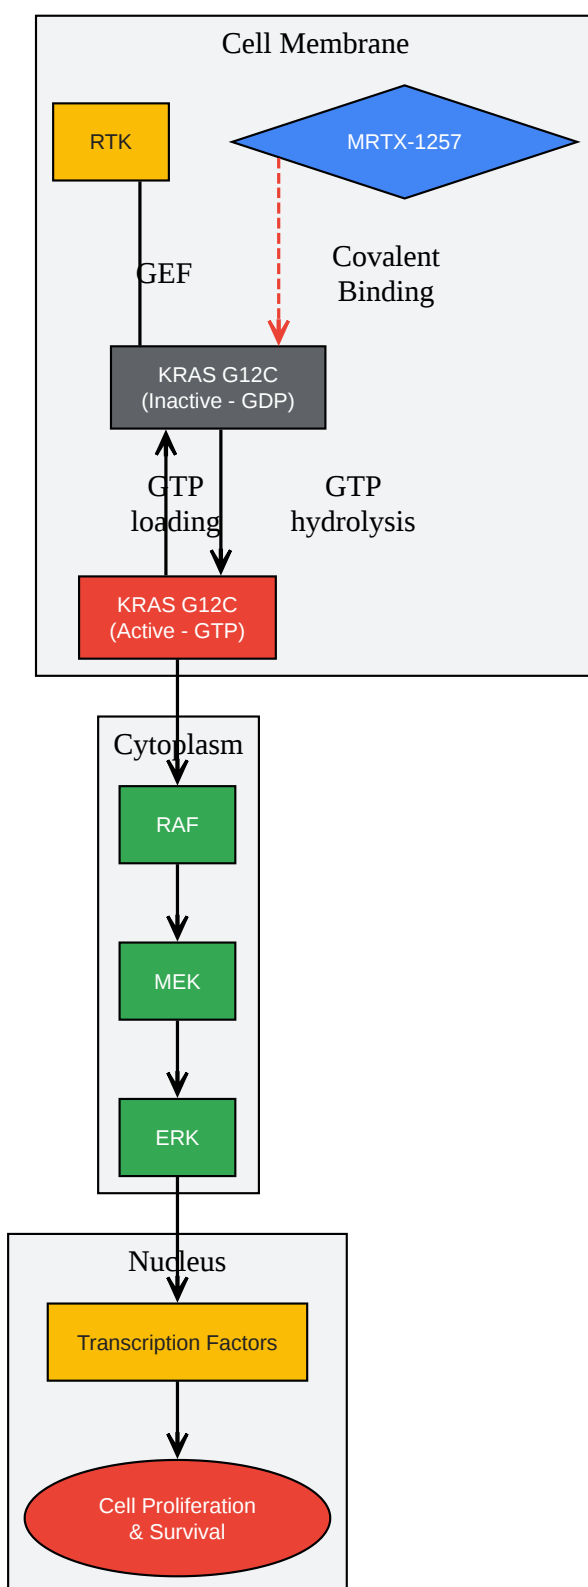 Cell Membrane
RTK
MRTX-1257
GEF
Covalent
Binding
KRAS G12C
(Inactive - GDP)
GTP
loading
GTP
hydrolysis
KRAS G12C
(Active - GTP)
Cytoplasm
RAF
MEK
ERK
Nucleus
Transcription Factors
Cell Proliferation
& Survival